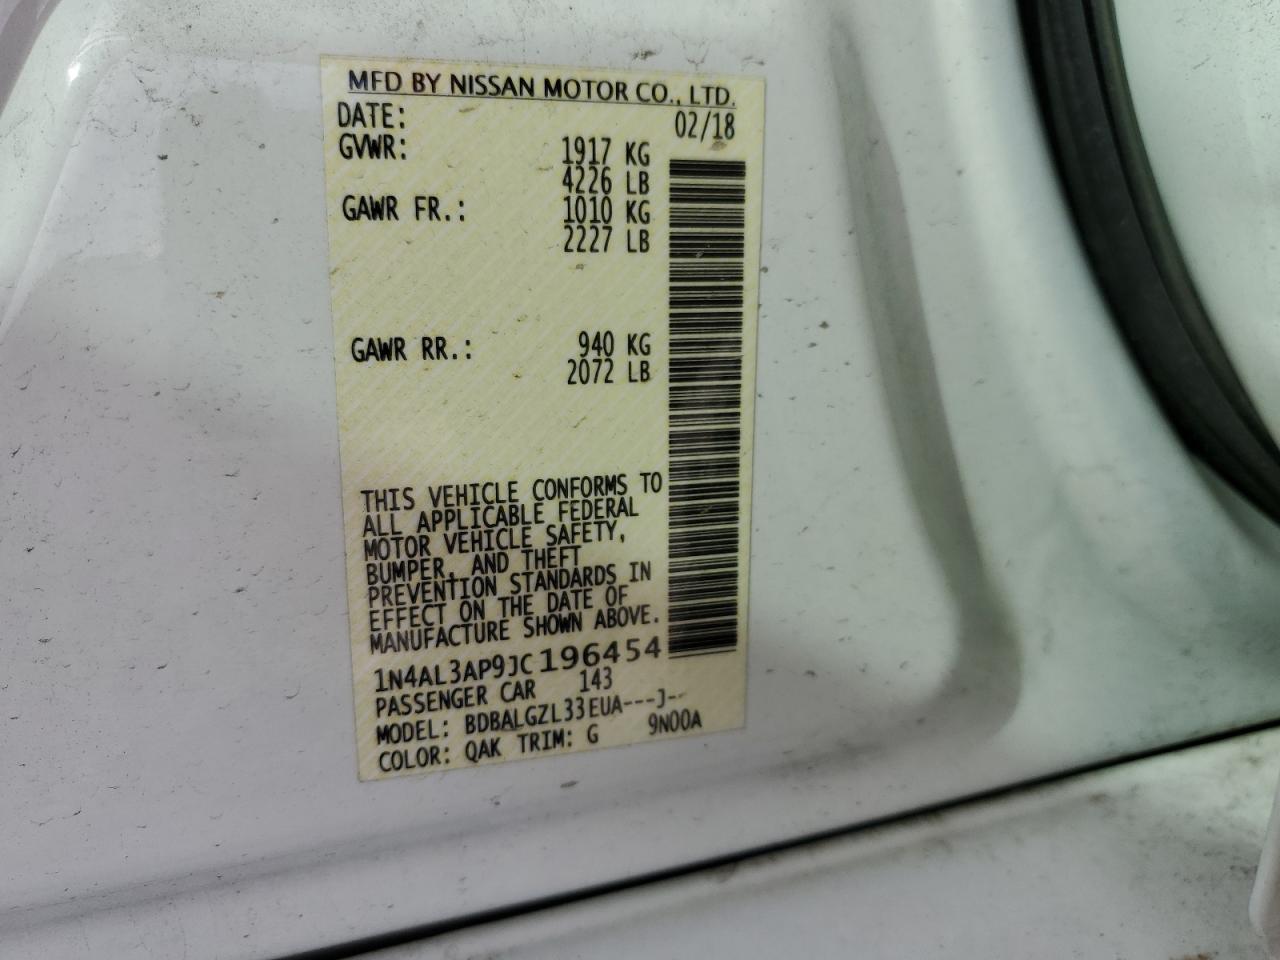 MFD BY NISSAN MOTOR CO., LTD.
DATE: 02/18
GVWR: 1917 KG
4226 LB
GAWR FR.: 1010 KG
2227 LB
GAWR RR.: 940 KG
2072 LB
THIS VEHICLE CONFORMS TO
ALL APPLICABLE FEDERAL
MOTOR VEHICLE SAFETY,
BUMPER, AND THEFT
PREVENTION STANDARDS IN
EFFECT ON THE DATE OF
MANUFACTURE SHOWN ABOVE.
1N4AL3AP9JC196454
PASSENGER CAR 143
MODEL: BDBALGZL33EUA---J--
COLOR: QAK TRIM: G 9N00A